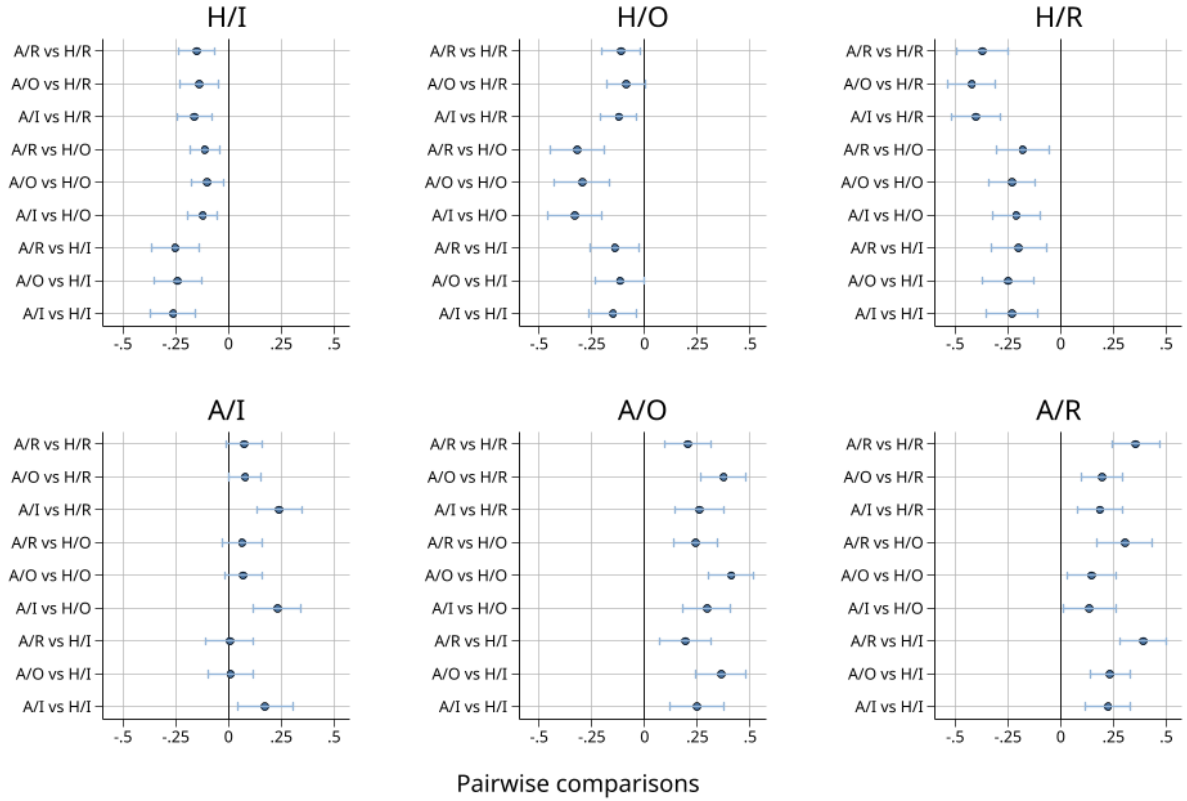 H/I
A/R vs H/R
A/O vs H/R
A/I vs H/R
A/R vs H/O
A/O vs H/O
A/I vs H/O
A/R vs H/I
A/O vs H/I
A/I vs H/I
-.5 -.25 0 .25 .5
H/O
A/R vs H/R
A/O vs H/R
A/I vs H/R
A/R vs H/O
A/O vs H/O
A/I vs H/O
A/R vs H/I
A/O vs H/I
A/I vs H/I
-.5 -.25 0 .25 .5
H/R
A/R vs H/R
A/O vs H/R
A/I vs H/R
A/R vs H/O
A/O vs H/O
A/I vs H/O
A/R vs H/I
A/O vs H/I
A/I vs H/I
-.5 -.25 0 .25 .5
A/I
A/R vs H/R
A/O vs H/R
A/I vs H/R
A/R vs H/O
A/O vs H/O
A/I vs H/O
A/R vs H/I
A/O vs H/I
A/I vs H/I
-.5 -.25 0 .25 .5
A/O
A/R vs H/R
A/O vs H/R
A/I vs H/R
A/R vs H/O
A/O vs H/O
A/I vs H/O
A/R vs H/I
A/O vs H/I
A/I vs H/I
-.5 -.25 0 .25 .5
A/R
A/R vs H/R
A/O vs H/R
A/I vs H/R
A/R vs H/O
A/O vs H/O
A/I vs H/O
A/R vs H/I
A/O vs H/I
A/I vs H/I
-.5 -.25 0 .25 .5
Pairwise comparisons